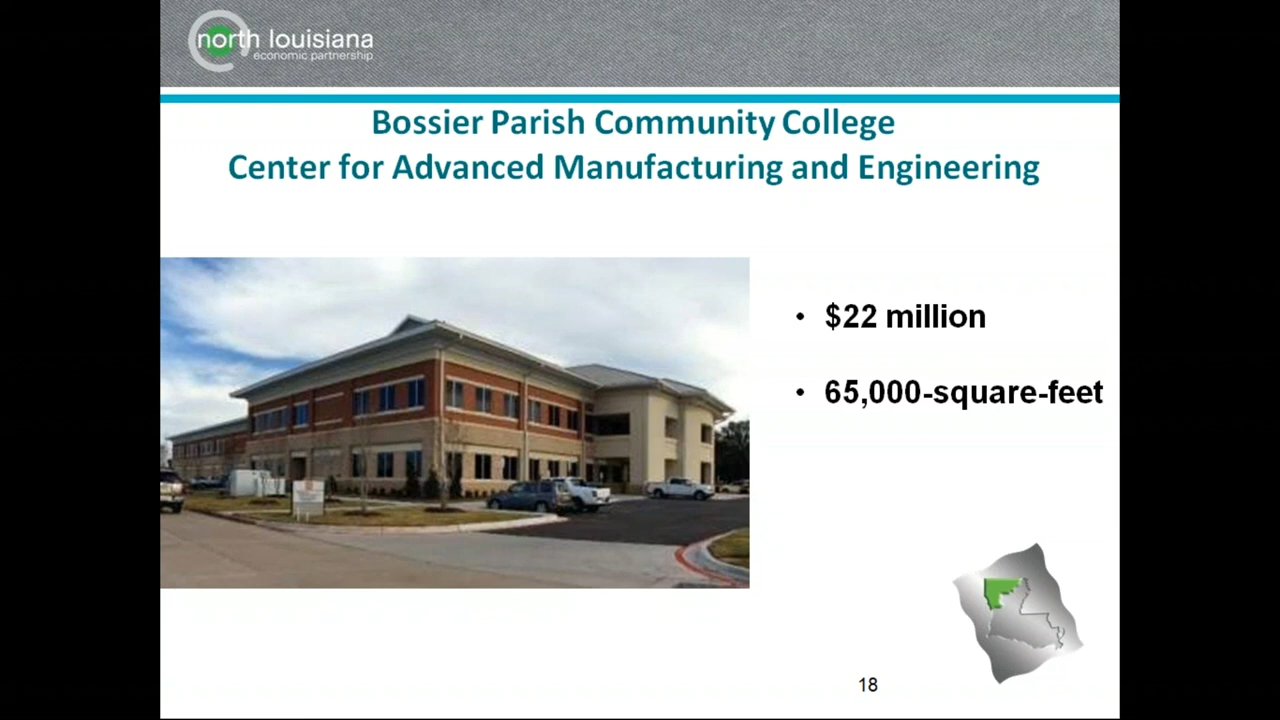 north louisiana
economic partnership
Bossier Parish Community College
Center for Advanced Manufacturing and Engineering
• $22 million
• 65,000-square-feet
18